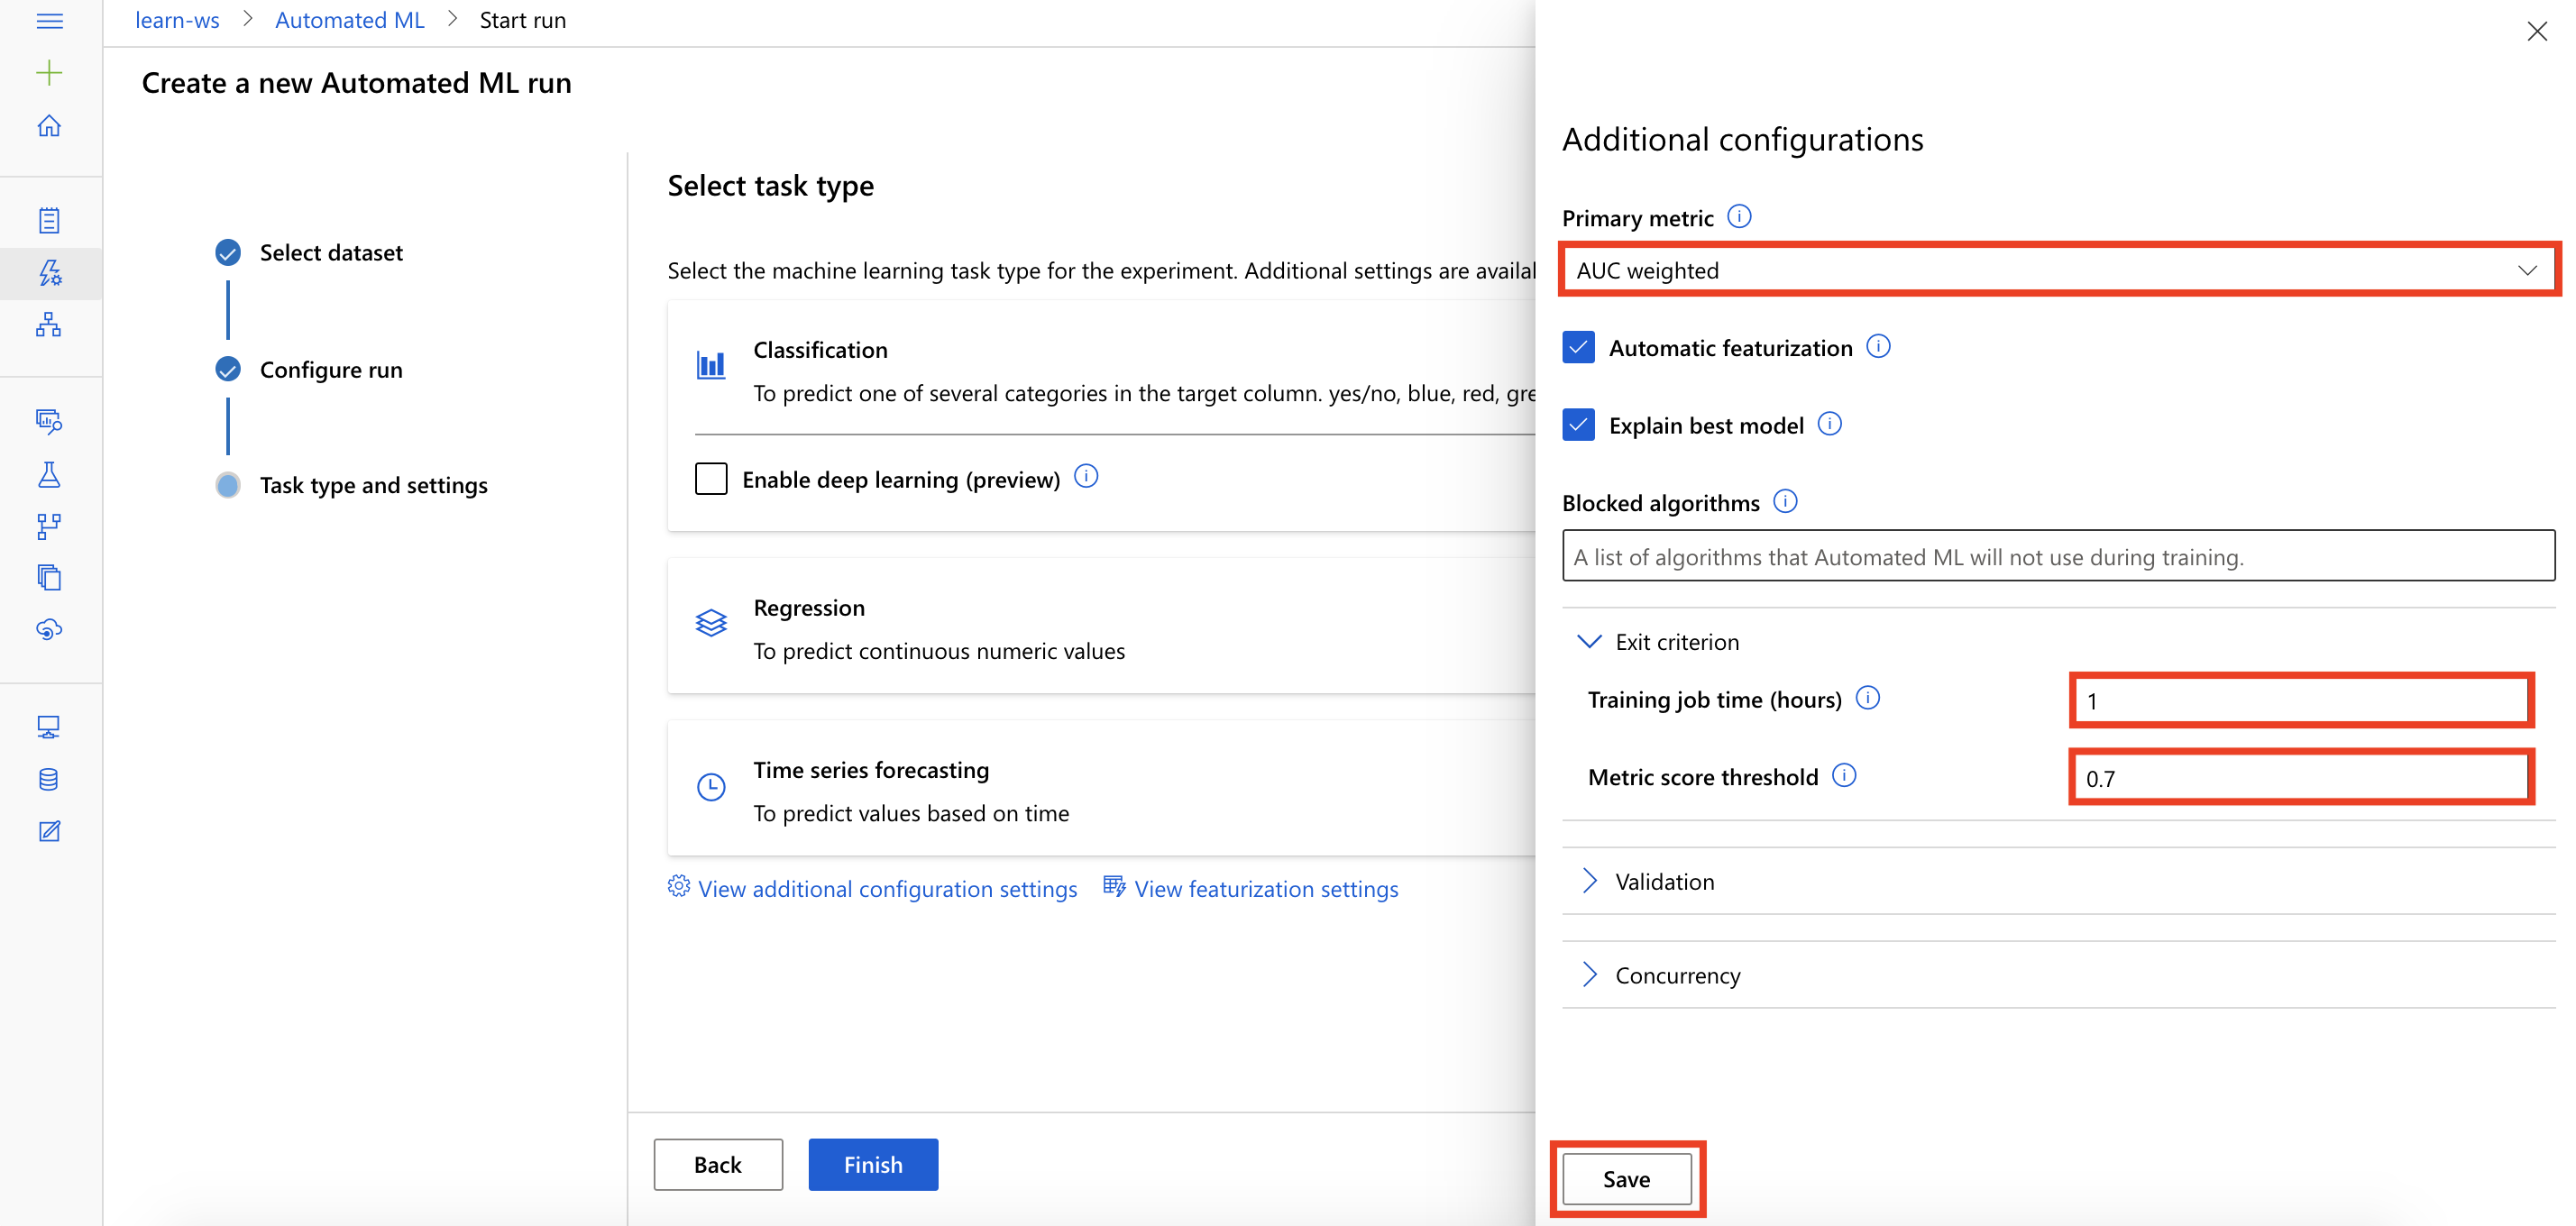 learn-ws > Automated ML > Start run
Create a new Automated ML run
Select dataset
Configure run
Task type and settings
Select task type
Select the machine learning task type for the experiment. Additional settings are availal
Classification
To predict one of several categories in the target column. yes/no, blue, red, gre
Enable deep learning (preview)
Regression
To predict continuous numeric values
Time series forecasting
To predict values based on time
View additional configuration settings
View featurization settings
Back
Finish
Additional configurations
Primary metric
AUC weighted
Automatic featurization
Explain best model
Blocked algorithms
A list of algorithms that Automated ML will not use during training.
Exit criterion
Training job time (hours)
1
Metric score threshold
0.7
Validation
Concurrency
Save